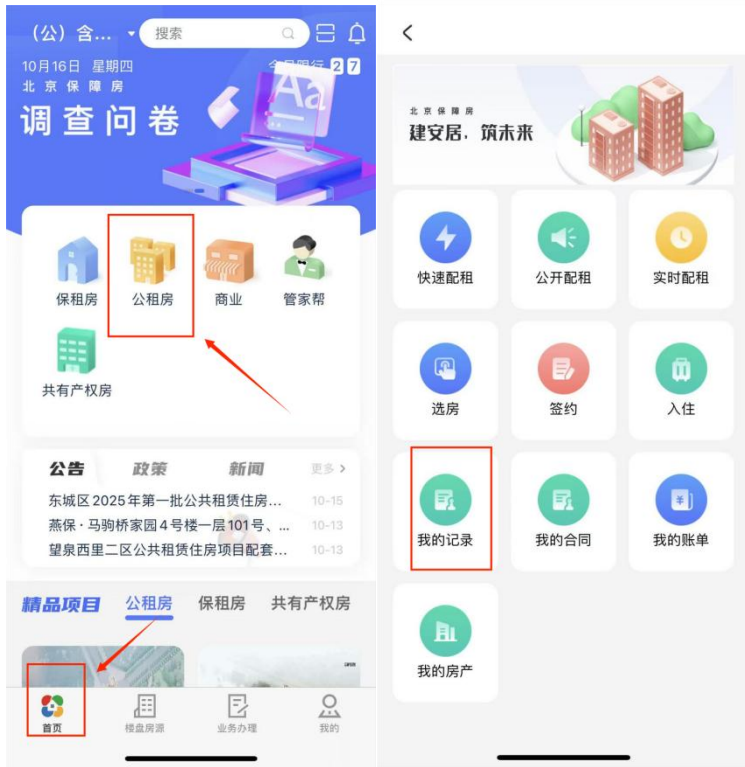 （公）含...
搜索
10月16日 星期四
今日限行 2 7
北京保障房
调查问卷
Aa
保租房
公租房
商业
管家帮
共有产权房
公告 政策 新闻 更多
东城区2025年第一批公共租赁住房... 10-15
燕保·马驹桥家园4号楼一层101号、... 10-13
望泉西里二区公共租赁住房项目配套... 10-13
精品项目 公租房 保租房 共有产权房
首页 楼盘房源 业务办理 我的
北京保障房
建安居，筑未来
快速配租 公开配租 实时配租
选房 签约 入住
我的记录 我的合同 我的账单
我的房产